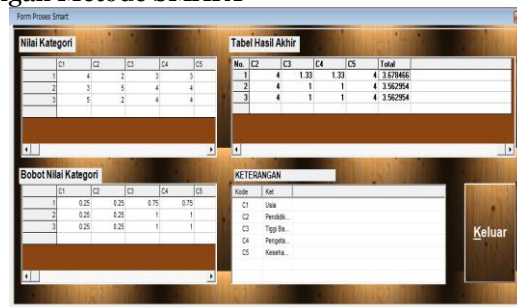 Form Proses Smart
Nilai Kategori
C1 C2 C3 C4 C5
1 4 2 3 3
2 3 5 4 4
3 5 2 4 4
Tabel Hasil Akhir
No. C2 C3 C4 C5 Total
1 4 1.33 1.33 4 3.678466
2 4 1 1 4 3.562954
3 4 1 1 4 3.562954
Bobot Nilai Kategori
C1 C2 C3 C4 C5
1 0.25 0.25 0.75 0.75
2 0.25 0.25 1 1
3 0.25 0.25 1 1
KETERANGAN
Kode Ket
C1 Usia
C2 Pendidik...
C3 Tiggi Ba...
C4 Pengeta...
C5 Keseha...
Keluar